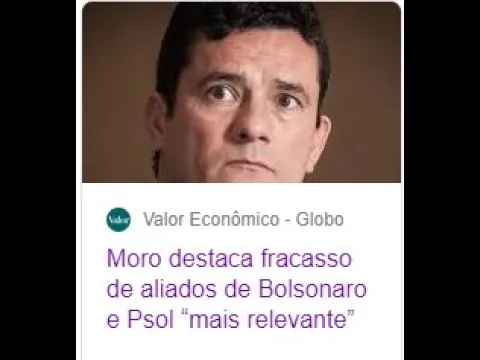 Valor
Valor Econômico - Globo
Moro destaca fracasso
de aliados de Bolsonaro
e Psol “mais relevante”